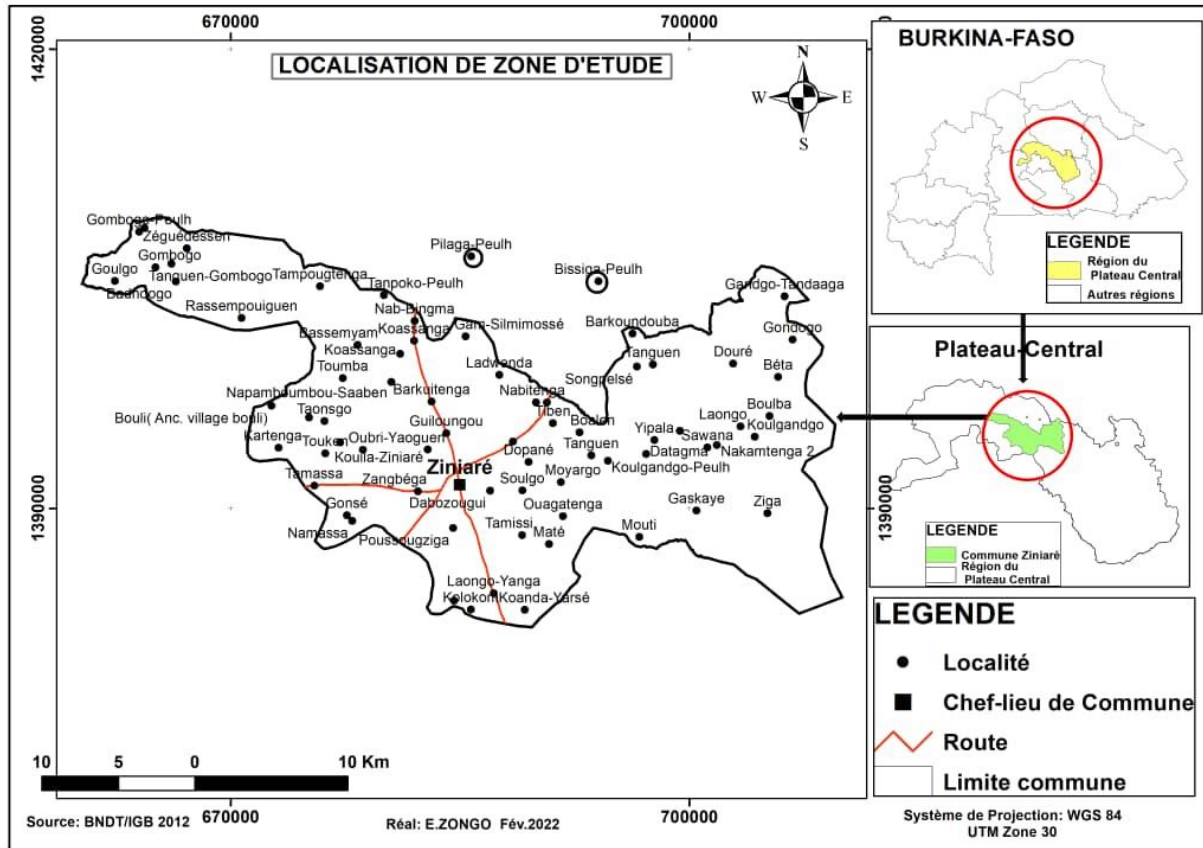 670000
700000
1420000
1420000
LOCALISATION DE ZONE D'ETUDE
N
W
E
S
Gombogo-Peulh
Zéguédessen
Gombogo
Goulgo
Tanguen-Gombogo
Badnoogo
Tampougtenga
Rassempouiguen
Tanpoko-Peulh
Pilaga-Peulh
Bissiga-Peulh
Nab-Bingma
Koassanga
Gam-Silmimossé
Bassemyam
Koassanga
Toumba
Ladwenda
Barkoundouba
Gandgo-Tandaaga
Gondogo
Tanguen
Douré
Songpelsé
Béta
Napamboumbou-Saaben
Barkuitenga
Nabitenga
Bouli( Anc. village bouli)
Taonsgo
Guiloungou
Tiben
Boalon
Boulba
Laongo
Koulgandgo
Kartenga
Touken
Oubri-Yaoguen
Yipala
Sawana
Koulla-Ziniaré
Dopané
Tanguen
Datagma
Nakamtenga 2
Ziniaré
Moyargo
Koulgandgo-Peulh
Tamassa
Zangbéga
Soulgo
Dabozougui
Ouagatenga
Gaskaye
Ziga
Gonsé
Namassa
Poussougziga
Tamissi
Maté
Mouti
Laongo-Yanga
Kolokom
Koanda-Yarsé
1390000
1390000
10
5
0
10 Km
670000
700000
Source: BNDT/IGB 2012
Réal: E.ZONGO Fév.2022
BURKINA-FASO
LEGENDE
Région du
Plateau Central
Autres régions
Plateau-Central
LEGENDE
Commune Ziniaré
Région du
Plateau Central
LEGENDE
Localité
Chef-lieu de Commune
Route
Limite commune
Système de Projection: WGS 84
UTM Zone 30